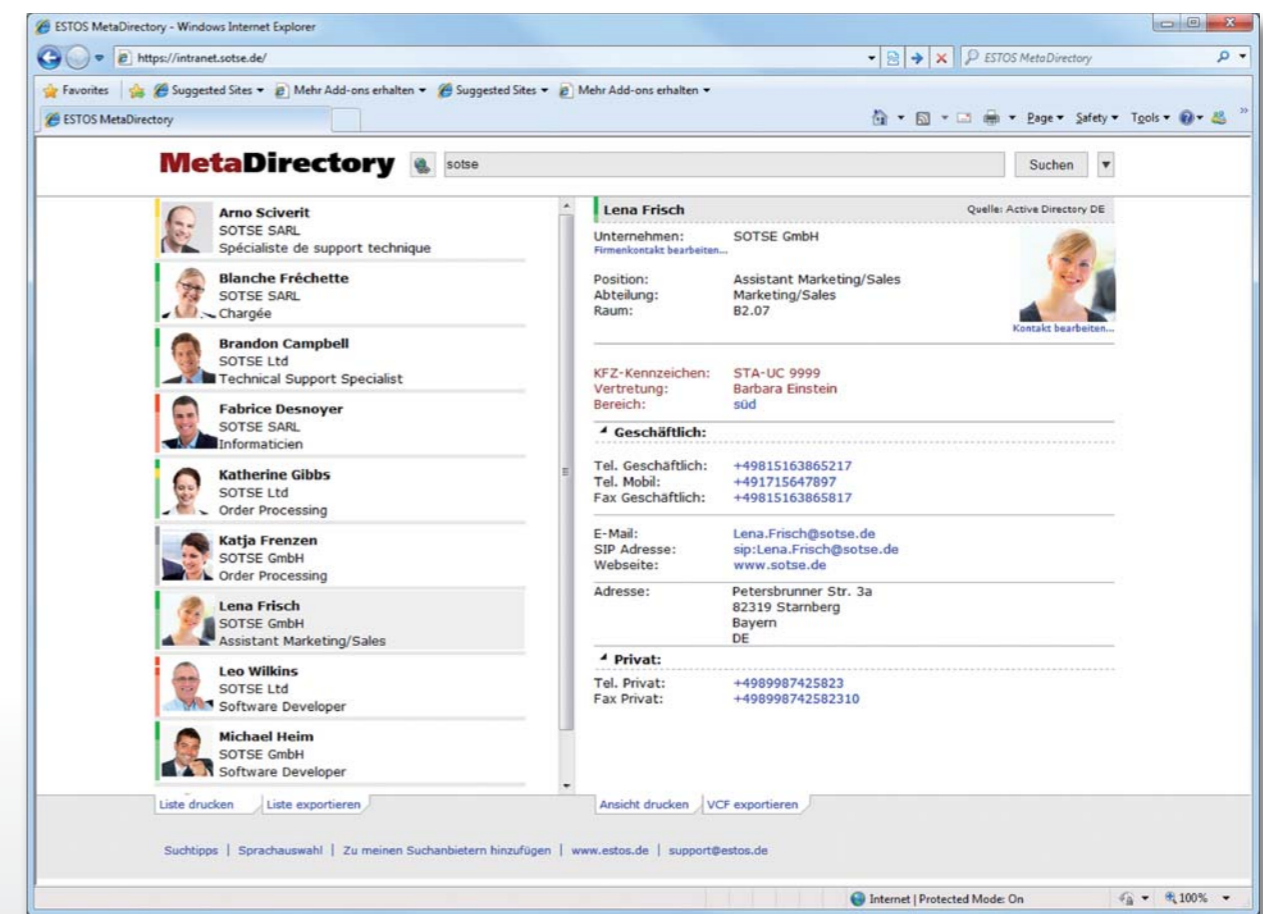 ESTOS MetaDirectory - Windows Internet Explorer
https://intranet.sotse.de/
ESTOS MetaDirectory
Favorites Suggested Sites Mehr Add-ons erhalten Suggested Sites Mehr Add-ons erhalten
ESTOS MetaDirectory
Page Safety Tools
MetaDirectory sotse Suchen
Arno Sciverit
SOTSE SARL
Spécialiste de support technique
Blanche Fréchette
SOTSE SARL
Chargée
Brandon Campbell
SOTSE Ltd
Technical Support Specialist
Fabrice Desnoyer
SOTSE SARL
Informaticien
Katherine Gibbs
SOTSE Ltd
Order Processing
Katja Frenzen
SOTSE GmbH
Order Processing
Lena Frisch
SOTSE GmbH
Assistant Marketing/Sales
Leo Wilkins
SOTSE Ltd
Software Developer
Michael Heim
SOTSE GmbH
Software Developer
Liste drucken Liste exportieren
Lena Frisch Quelle: Active Directory DE
Unternehmen: SOTSE GmbH
Firmenkontakt bearbeiten...
Position: Assistant Marketing/Sales
Abteilung: Marketing/Sales
Raum: B2.07
Kontakt bearbeiten...
KFZ-Kennzeichen: STA-UC 9999
Vertretung: Barbara Einstein
Bereich: süd
Geschäftlich:
Tel. Geschäftlich: +49815163865217
Tel. Mobil: +491715647897
Fax Geschäftlich: +49815163865817
E-Mail: Lena.Frisch@sotse.de
SIP Adresse: sip:Lena.Frisch@sotse.de
Webseite: www.sotse.de
Adresse: Petersbrunner Str. 3a
82319 Starnberg
Bayern
DE
Privat:
Tel. Privat: +4989987425823
Fax Privat: +498998742582310
Ansicht drucken VCF exportieren
Suchtipps | Sprachauswahl | Zu meinen Suchanbietern hinzufügen | www.estos.de | support@estos.de
Internet | Protected Mode: On 100%